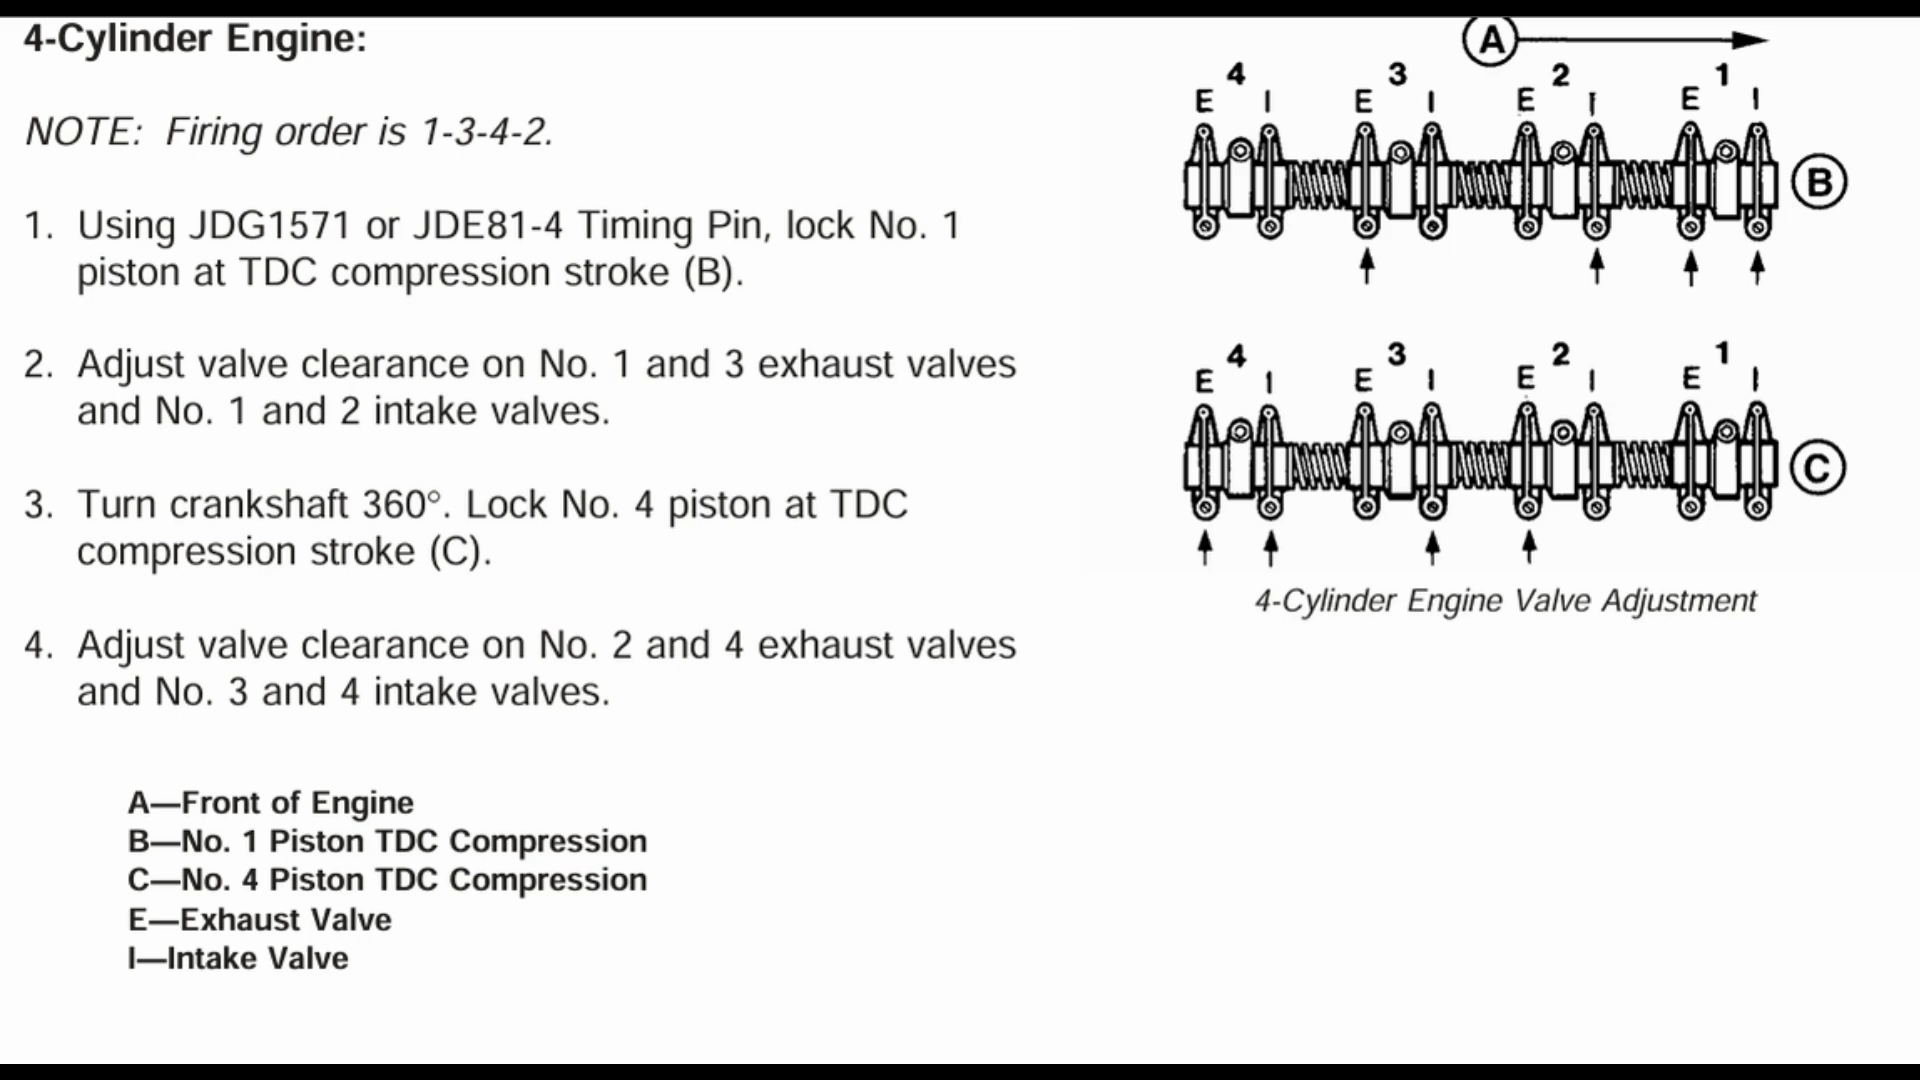 4-Cylinder Engine:
NOTE: Firing order is 1-3-4-2.
1. Using JDG1571 or JDE81-4 Timing Pin, lock No. 1
piston at TDC compression stroke (B).
2. Adjust valve clearance on No. 1 and 3 exhaust valves
and No. 1 and 2 intake valves.
3. Turn crankshaft 360°. Lock No. 4 piston at TDC
compression stroke (C).
4. Adjust valve clearance on No. 2 and 4 exhaust valves
and No. 3 and 4 intake valves.
A—Front of Engine
B—No. 1 Piston TDC Compression
C—No. 4 Piston TDC Compression
E—Exhaust Valve
I—Intake Valve
A
4 3 2 1
E I E I E I E I
B
4 3 2 1
E I E I E I E I
C
4-Cylinder Engine Valve Adjustment